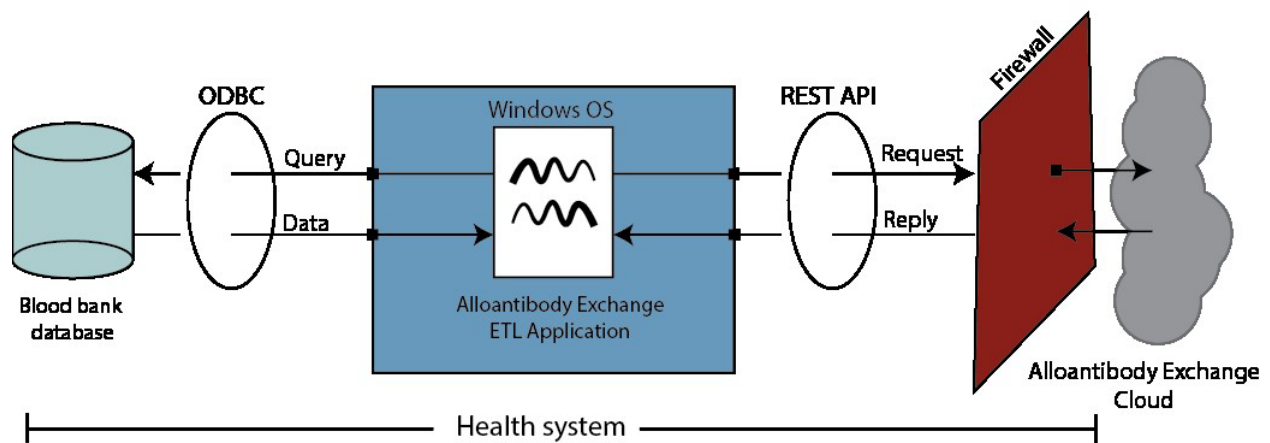 ODBC
Windows OS
REST API
Firewall
Query
Data
Request
Reply
Blood bank
database
Alloantibody Exchange
ETL Application
Alloantibody Exchange
Cloud
Health system